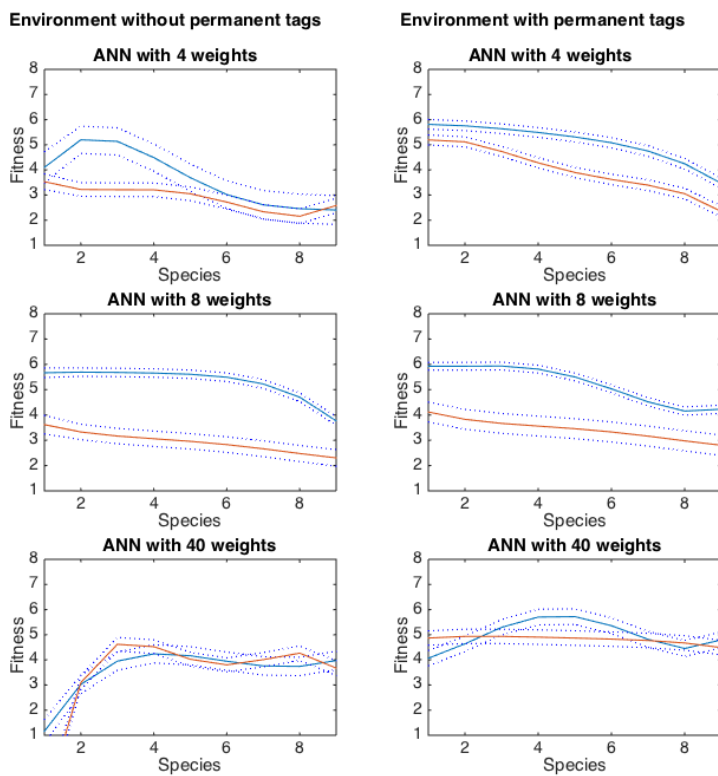 Environment without permanent tags
Environment with permanent tags
ANN with 4 weights
8
7
6
5
4
3
2
1
Fitness
2 4 6 8
Species
ANN with 4 weights
8
7
6
5
4
3
2
1
Fitness
2 4 6 8
Species
ANN with 8 weights
8
7
6
5
4
3
2
1
Fitness
2 4 6 8
Species
ANN with 8 weights
8
7
6
5
4
3
2
1
Fitness
2 4 6 8
Species
ANN with 40 weights
8
7
6
5
4
3
2
1
Fitness
2 4 6 8
Species
ANN with 40 weights
8
7
6
5
4
3
2
1
Fitness
2 4 6 8
Species